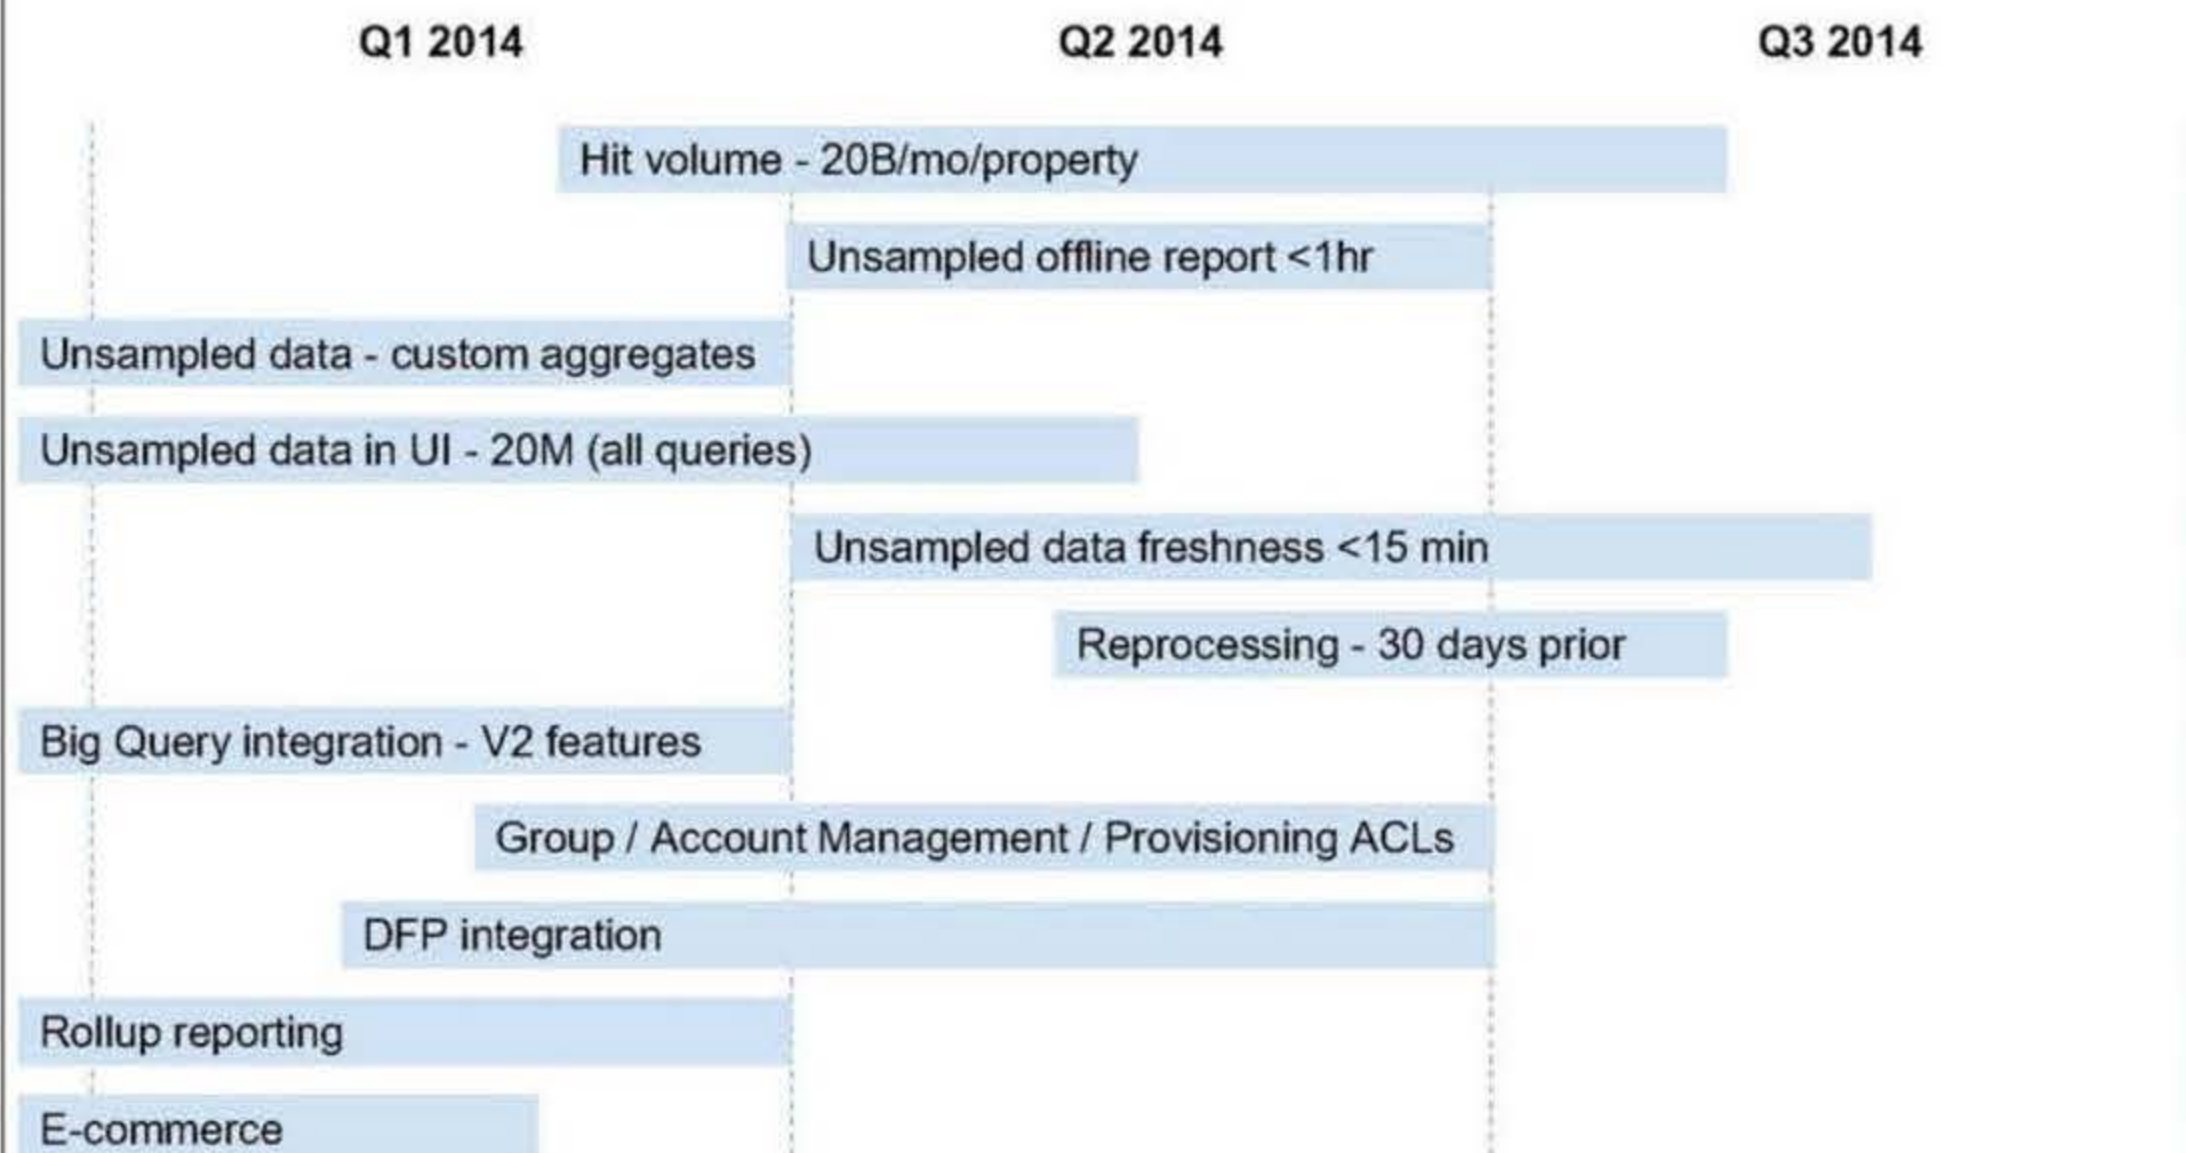 Q1 2014 Q2 2014 Q3 2014
Hit volume - 20B/mo/property
Unsampled offline report <1hr
Unsampled data - custom aggregates
Unsampled data in UI - 20M (all queries)
Unsampled data freshness <15 min
Reprocessing - 30 days prior
Big Query integration - V2 features
Group / Account Management / Provisioning ACLs
DFP integration
Rollup reporting
E-commerce